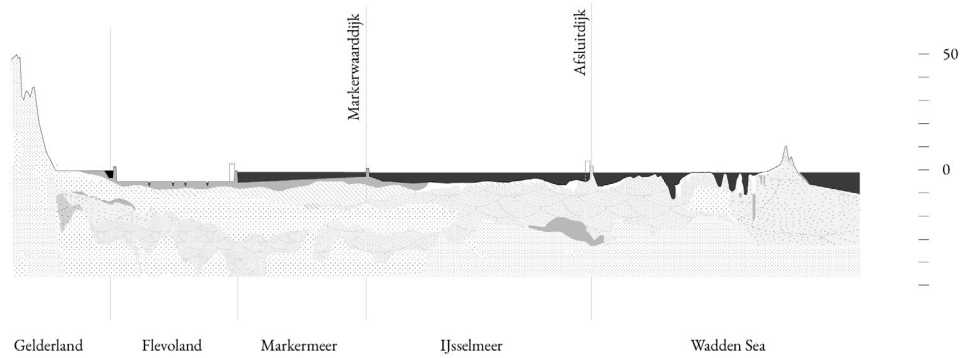 Markerwaarddijk
Afsluitdijk
50
0
Gelderland
Flevoland
Markermeer
IJsselmeer
Wadden Sea